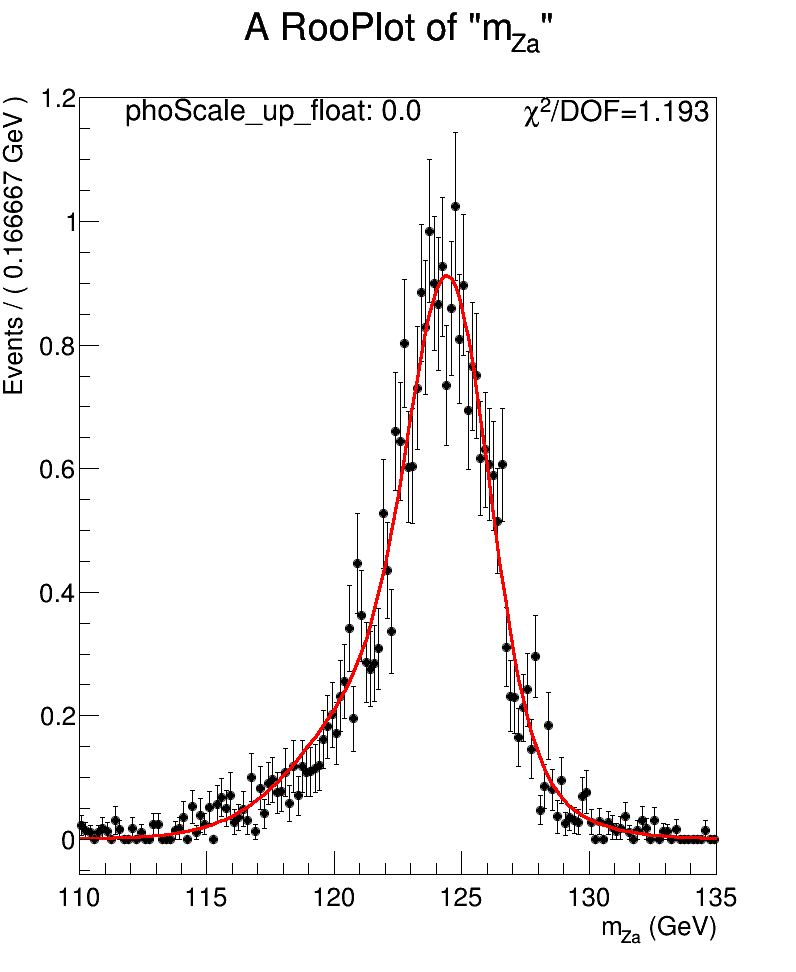 A RooPlot of "m_Za"
phoScale_up_float: 0.0
χ²/DOF=1.193
Events / ( 0.166667 GeV )
1.2
1
0.8
0.6
0.4
0.2
0
110 115 120 125 130 135
m_Za (GeV)